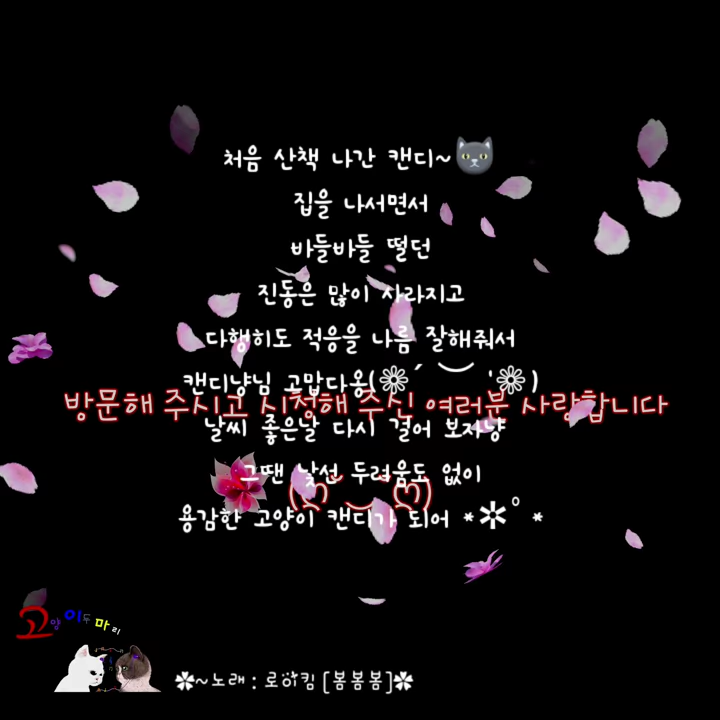 처음 산책 나간 캔디~
집을 나서면서
바들바들 떨던
진동은 많이 사라지고
다행히도 적응을 나름 잘해줘서
캔디냥님 고맙다옹(❁´ ︶ `❁)
방문해 주시고 시청해 주신 여러분 사랑합니다
날씨 좋은날 다시 걸어 보자냥
그땐 낯선 두려움도 없이
용감한 고양이 캔디가 되어 *✲ﾟ*
고양이두마리
✽~노래 : 로이킴 [봄봄봄]✽